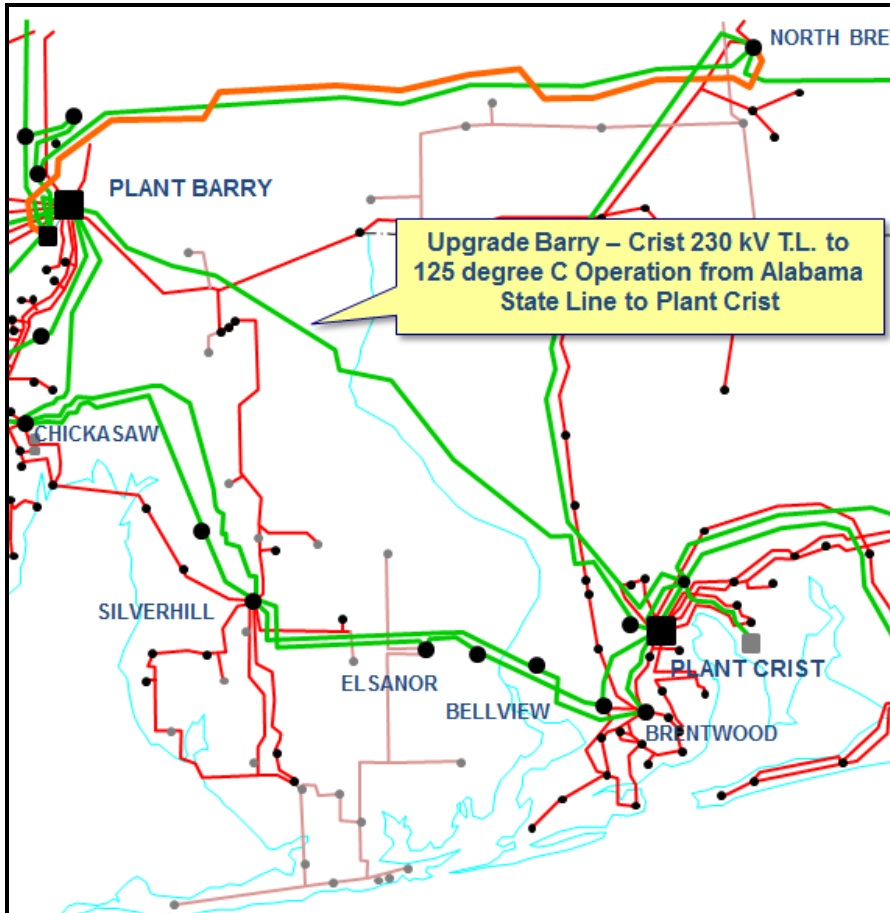 NORTH BRE
PLANT BARRY
Upgrade Barry – Crist 230 kV T.L. to
125 degree C Operation from Alabama
State Line to Plant Crist
CHICKASAW
SILVERHILL
ELSANOR
PLANT CRIST
BELLVIEW
BRENTWOOD